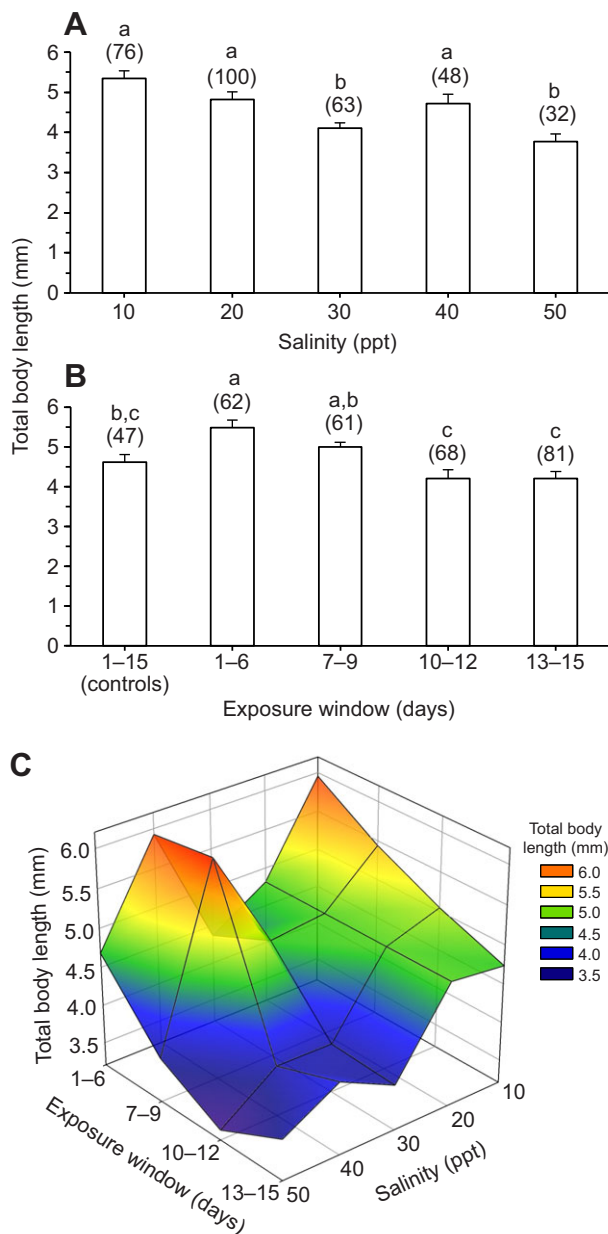 A
a
(76)
a
(100)
b
(63)
a
(48)
b
(32)
6
5
4
3
2
1
0
10 20 30 40 50
Salinity (ppt)
Total body length (mm)
B
b,c
(47)
a
(62)
a,b
(61)
c
(68)
c
(81)
6
5
4
3
2
1
0
1–15 1–6 7–9 10–12 13–15
(controls)
Exposure window (days)
C
Total body length (mm)
6.0
5.5
5.0
4.5
4.0
3.5
1–6
7–9
10–12
13–15
Exposure window (days)
50
40
30
20
10
Salinity (ppt)
Total body
length (mm)
6.0
5.5
5.0
4.5
4.0
3.5